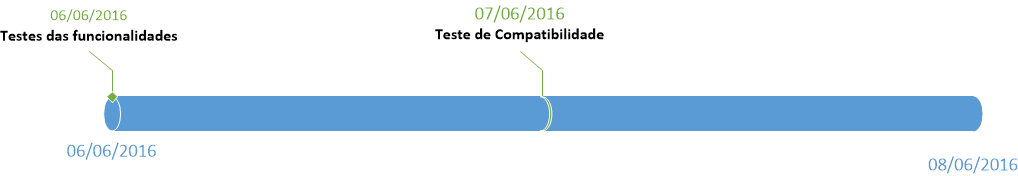 06/06/2016
Testes das funcionalidades
07/06/2016
Teste de Compatibilidade
06/06/2016
08/06/2016